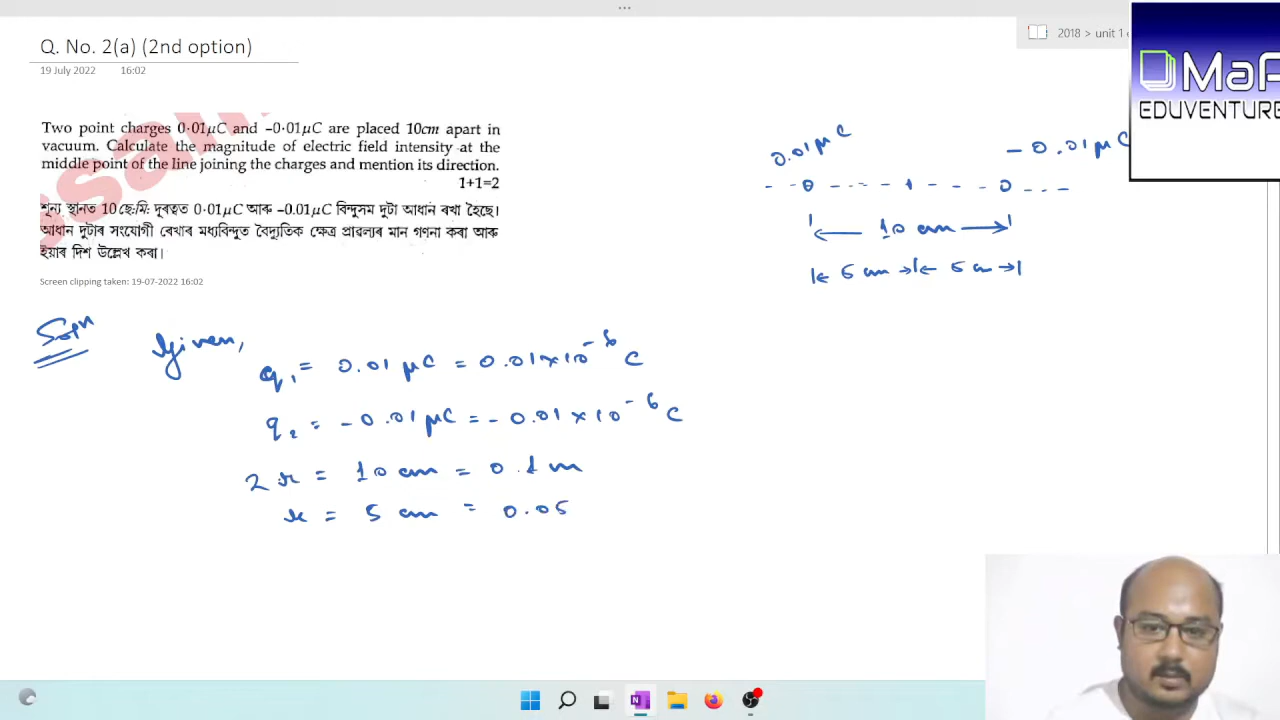 Q. No. 2(a) (2nd option)
19 July 2022 16:02
2018 > unit 1
EDUVENTURE
Two point charges 0·01μC and –0·01μC are placed 10cm apart in
vacuum. Calculate the magnitude of electric field intensity at the
middle point of the line joining the charges and mention its direction.
1+1=2
শূন্য স্থানত 10 ছে:মি: দূৰত্বত 0.01μC আৰু -0.01μC বিন্দুসম দুটা আধান ৰখা হৈছে।
আধান দুটাৰ সংযোগী ৰেখাৰ মধ্যবিন্দুত বৈদ্যুতিক ক্ষেত্ৰ প্ৰাৱল্যৰ মান গণনা কৰা আৰু
ইয়াৰ দিশ উল্লেখ কৰা।
Screen clipping taken: 19-07-2022 16:02
0.01 μC
- 0.01 μC
10 cm
5 cm 5 cm
Soln
Given,
q1 = 0.01 μC = 0.01×10^-6 C
q2 = - 0.01 μC = - 0.01 × 10^-6 C
2r = 10 cm = 0.1 m
r = 5 cm = 0.05